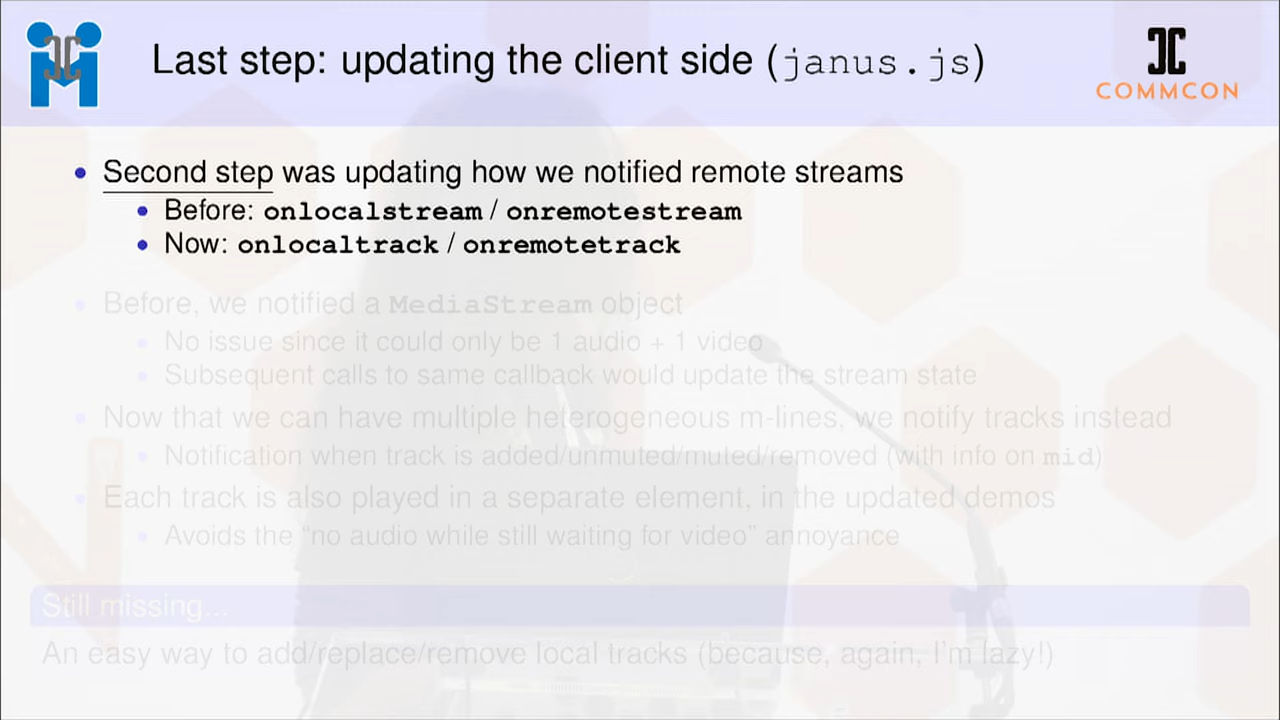 Last step: updating the client side (janus.js)
COMMCON
• Second step was updating how we notified remote streams
• Before: onlocalstream / onremotestream
• Now: onlocaltrack / onremotetrack
• Before, we notified a MediaStream object
• No issue since it could only be 1 audio + 1 video
• Subsequent calls to same callback would update the stream state
• Now that we can have multiple heterogeneous m-lines, we notify tracks instead
• Notification when track is added/unmuted/muted/removed (with info on mid)
• Each track is also played in a separate element, in the updated demos
• Avoids the “no audio while still waiting for video” annoyance
Still missing...
An easy way to add/replace/remove local tracks (because, again, I'm lazy!)